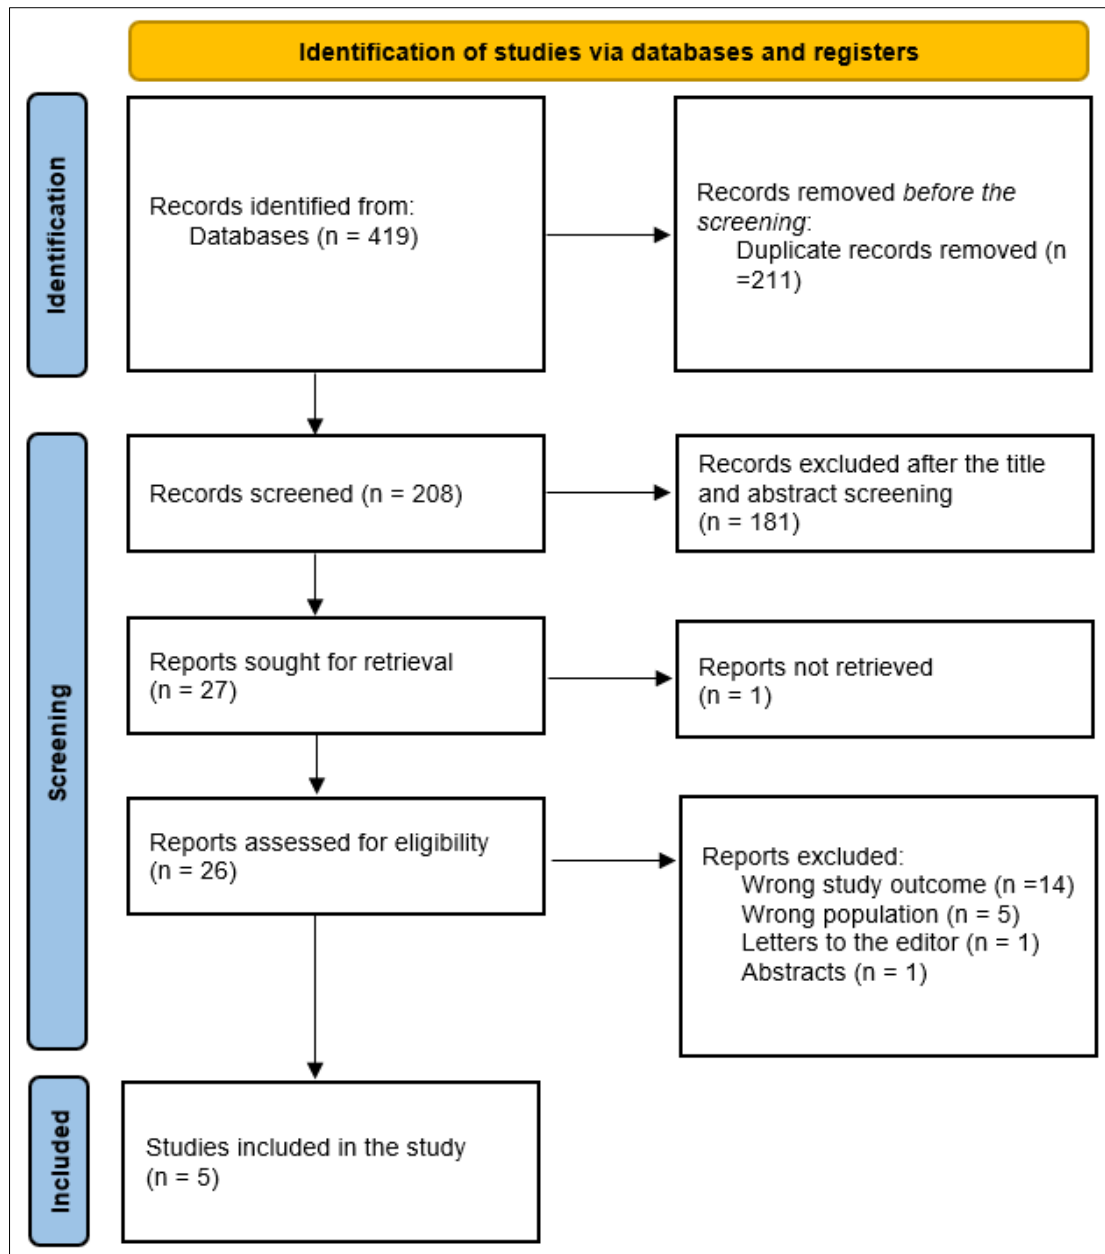 Identification of studies via databases and registers
Identification
Records identified from:
Databases (n = 419)
Records removed before the
screening:
Duplicate records removed (n
=211)
Screening
Records screened (n = 208)
Records excluded after the title
and abstract screening
(n = 181)
Reports sought for retrieval
(n = 27)
Reports not retrieved
(n = 1)
Reports assessed for eligibility
(n = 26)
Reports excluded:
Wrong study outcome (n =14)
Wrong population (n = 5)
Letters to the editor (n = 1)
Abstracts (n = 1)
Included
Studies included in the study
(n = 5)